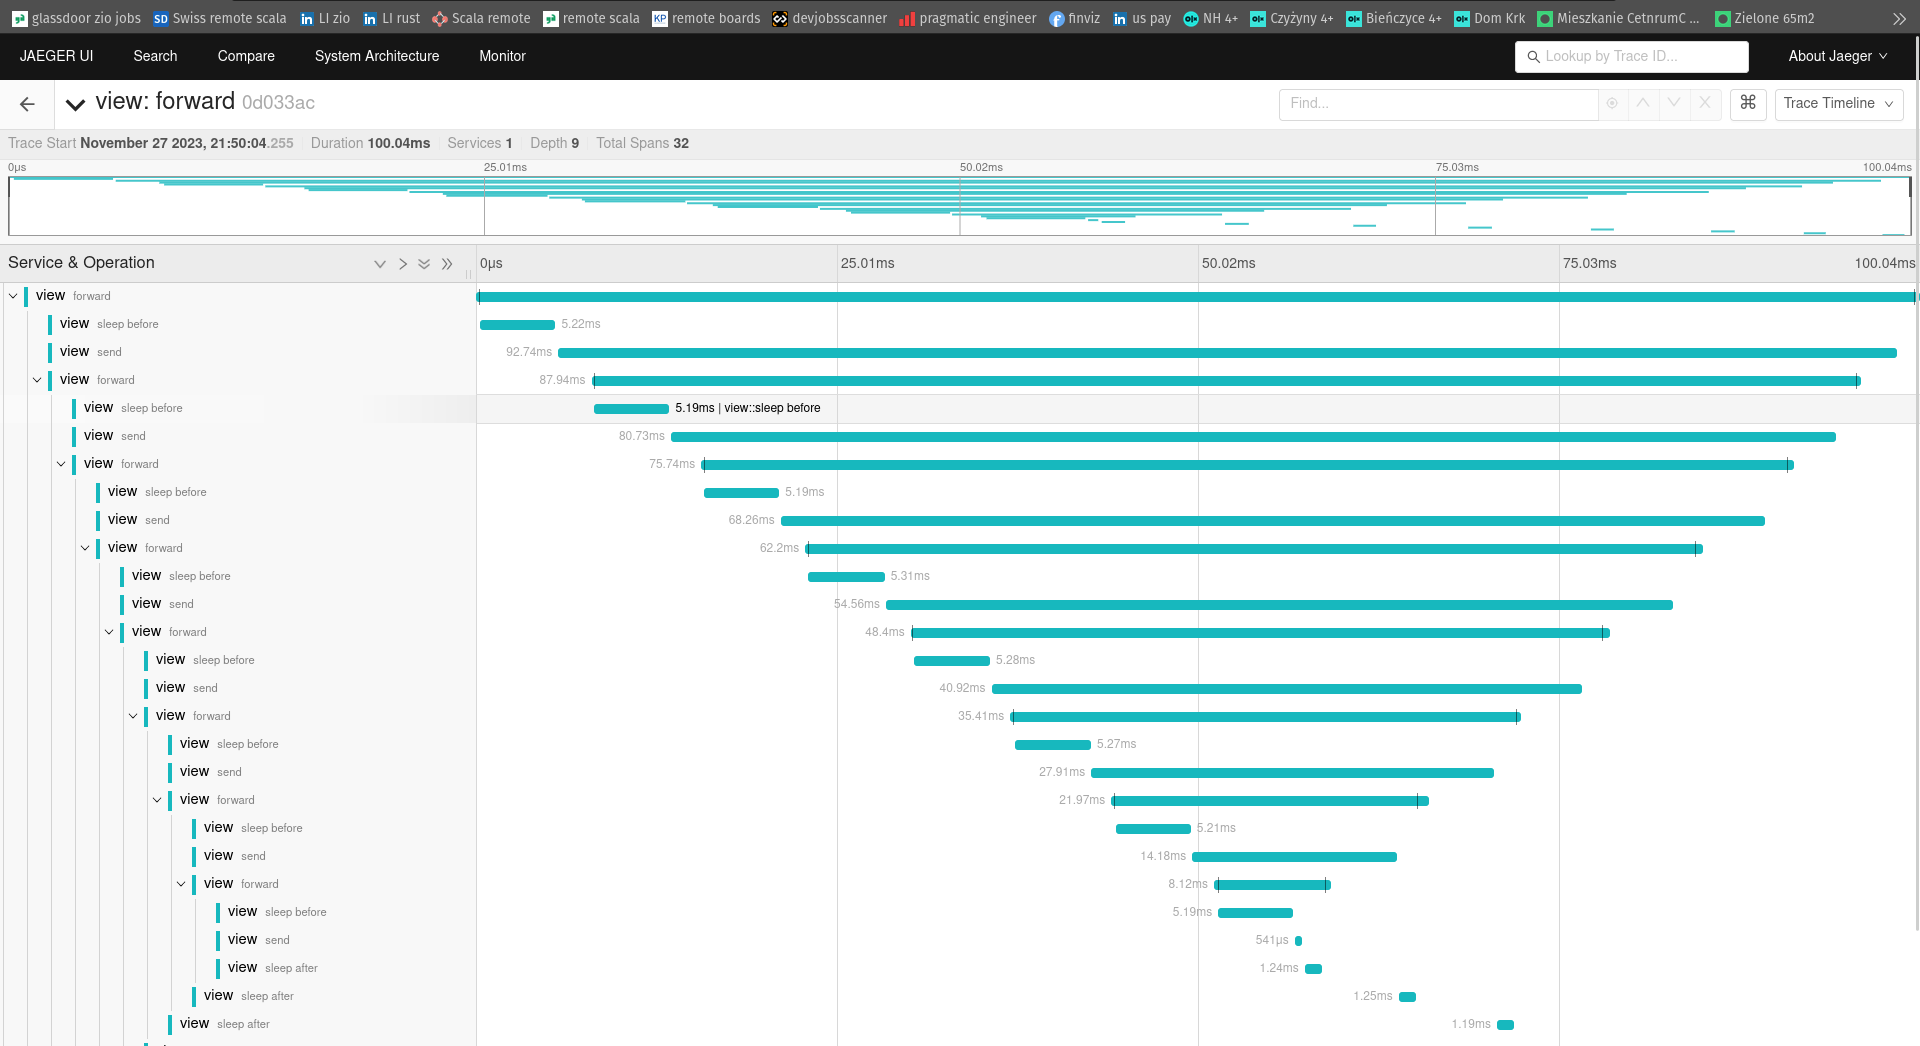 glassdoor zio jobs SD Swiss remote scala in LI zio in LI rust Scala remote remote scala KP remote boards devjobsscanner pragmatic engineer f finviz in us pay olx NH 4+ olx Czyżyny 4+ olx Bieńczyce 4+ olx Dom Krk Mieszkanie CetnrumC ... Zielone 65m2
JAEGER UI Search Compare System Architecture Monitor Lookup by Trace ID... About Jaeger
view: forward 0d033ac Find... ⌘ Trace Timeline
Trace Start November 27 2023, 21:50:04.255 Duration 100.04ms Services 1 Depth 9 Total Spans 32
0μs 25.01ms 50.02ms 75.03ms 100.04ms
Service & Operation 0μs 25.01ms 50.02ms 75.03ms 100.04ms
view forward
view sleep before 5.22ms
view send 92.74ms
view forward 87.94ms
view sleep before 5.19ms | view::sleep before
view send 80.73ms
view forward 75.74ms
view sleep before 5.19ms
view send 68.26ms
view forward 62.2ms
view sleep before 5.31ms
view send 54.56ms
view forward 48.4ms
view sleep before 5.28ms
view send 40.92ms
view forward 35.41ms
view sleep before 5.27ms
view send 27.91ms
view forward 21.97ms
view sleep before 5.21ms
view send 14.18ms
view forward 8.12ms
view sleep before 5.19ms
view send 541μs
view sleep after 1.24ms
view sleep after 1.25ms
view sleep after 1.19ms